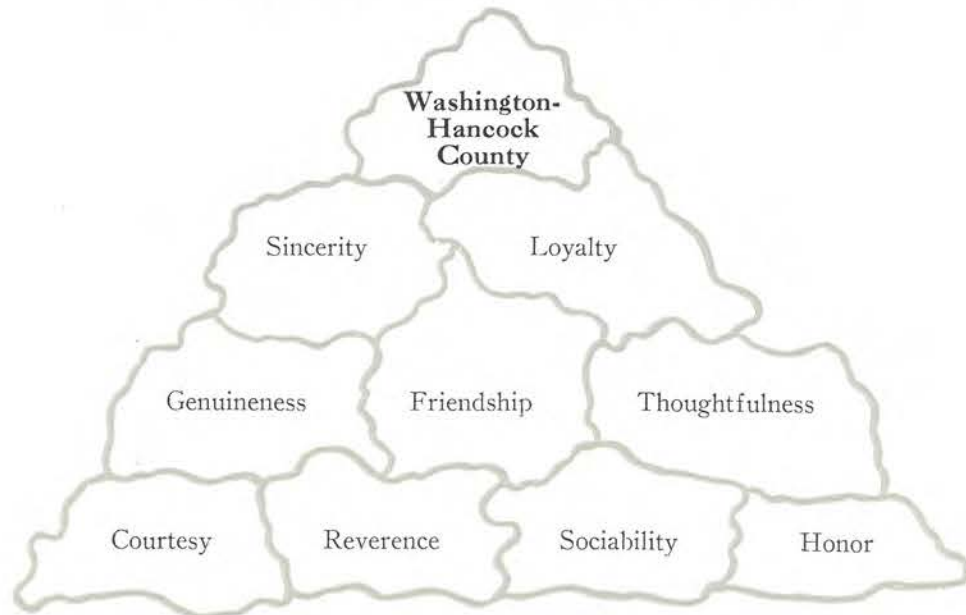 Washington-
Hancock
County
Sincerity Loyalty
Genuineness Friendship Thoughtfulness
Courtesy Reverence Sociability Honor